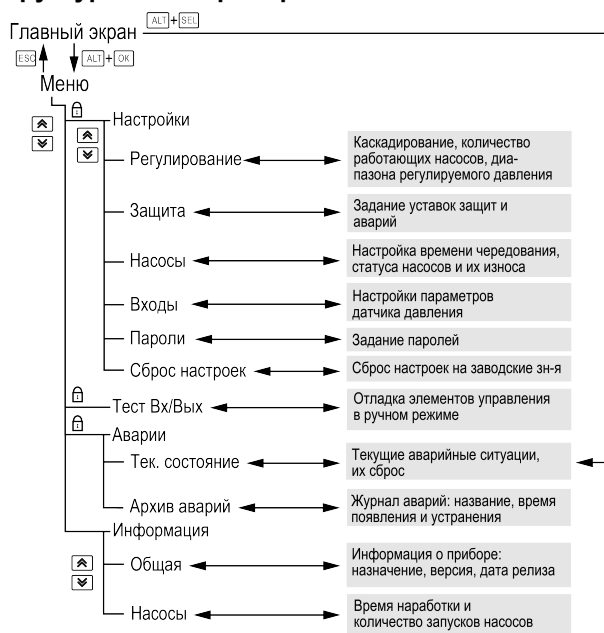 ALT+SEL
Главный экран
ESC
ALT+OK
Меню
Настройки
Регулирование
Каскадирование, количество
работающих насосов, диа-
пазона регулируемого давления
Защита
Задание уставок защит и
аварий
Насосы
Настройка времени чередования,
статуса насосов и их износа
Входы
Настройки параметров
датчика давления
Пароли
Задание паролей
Сброс настроек
Сброс настроек на заводские зн-я
Тест Вх/Вых
Отладка элементов управления
в ручном режиме
Аварии
Тек. состояние
Текущие аварийные ситуации,
их сброс
Архив аварий
Журнал аварий: название, время
появления и устранения
Информация
Общая
Информация о приборе:
назначение, версия, дата релиза
Насосы
Время наработки и
количество запусков насосов